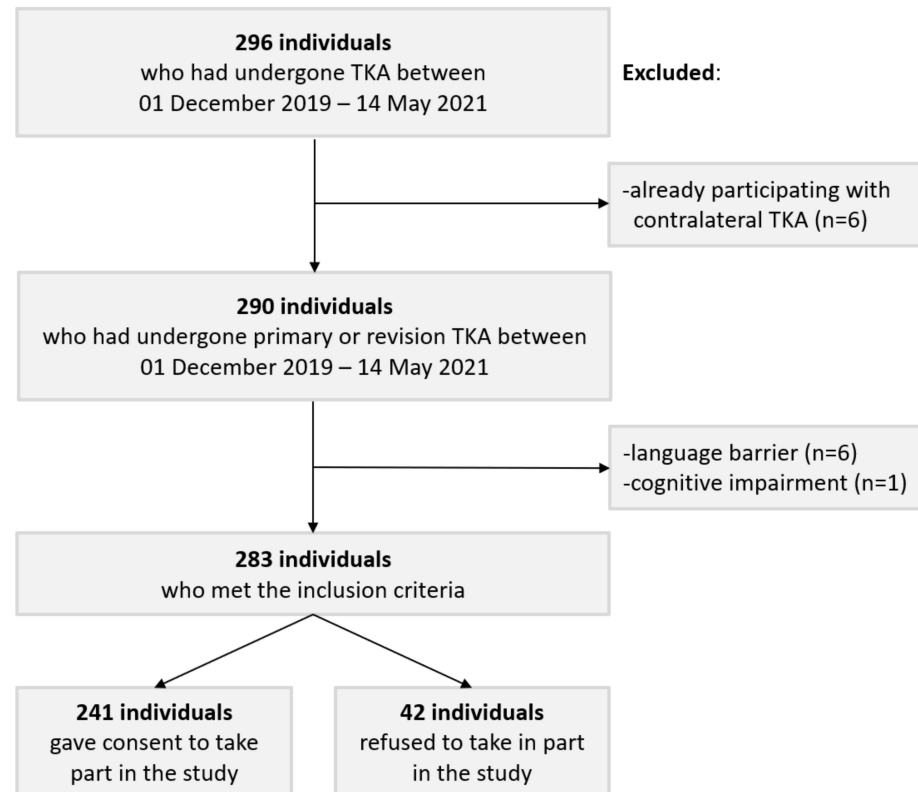 296 individuals
who had undergone TKA between
01 December 2019 – 14 May 2021
Excluded:
-already participating with
contralateral TKA (n=6)
290 individuals
who had undergone primary or revision TKA between
01 December 2019 – 14 May 2021
-language barrier (n=6)
-cognitive impairment (n=1)
283 individuals
who met the inclusion criteria
241 individuals
gave consent to take
part in the study
42 individuals
refused to take in part
in the study